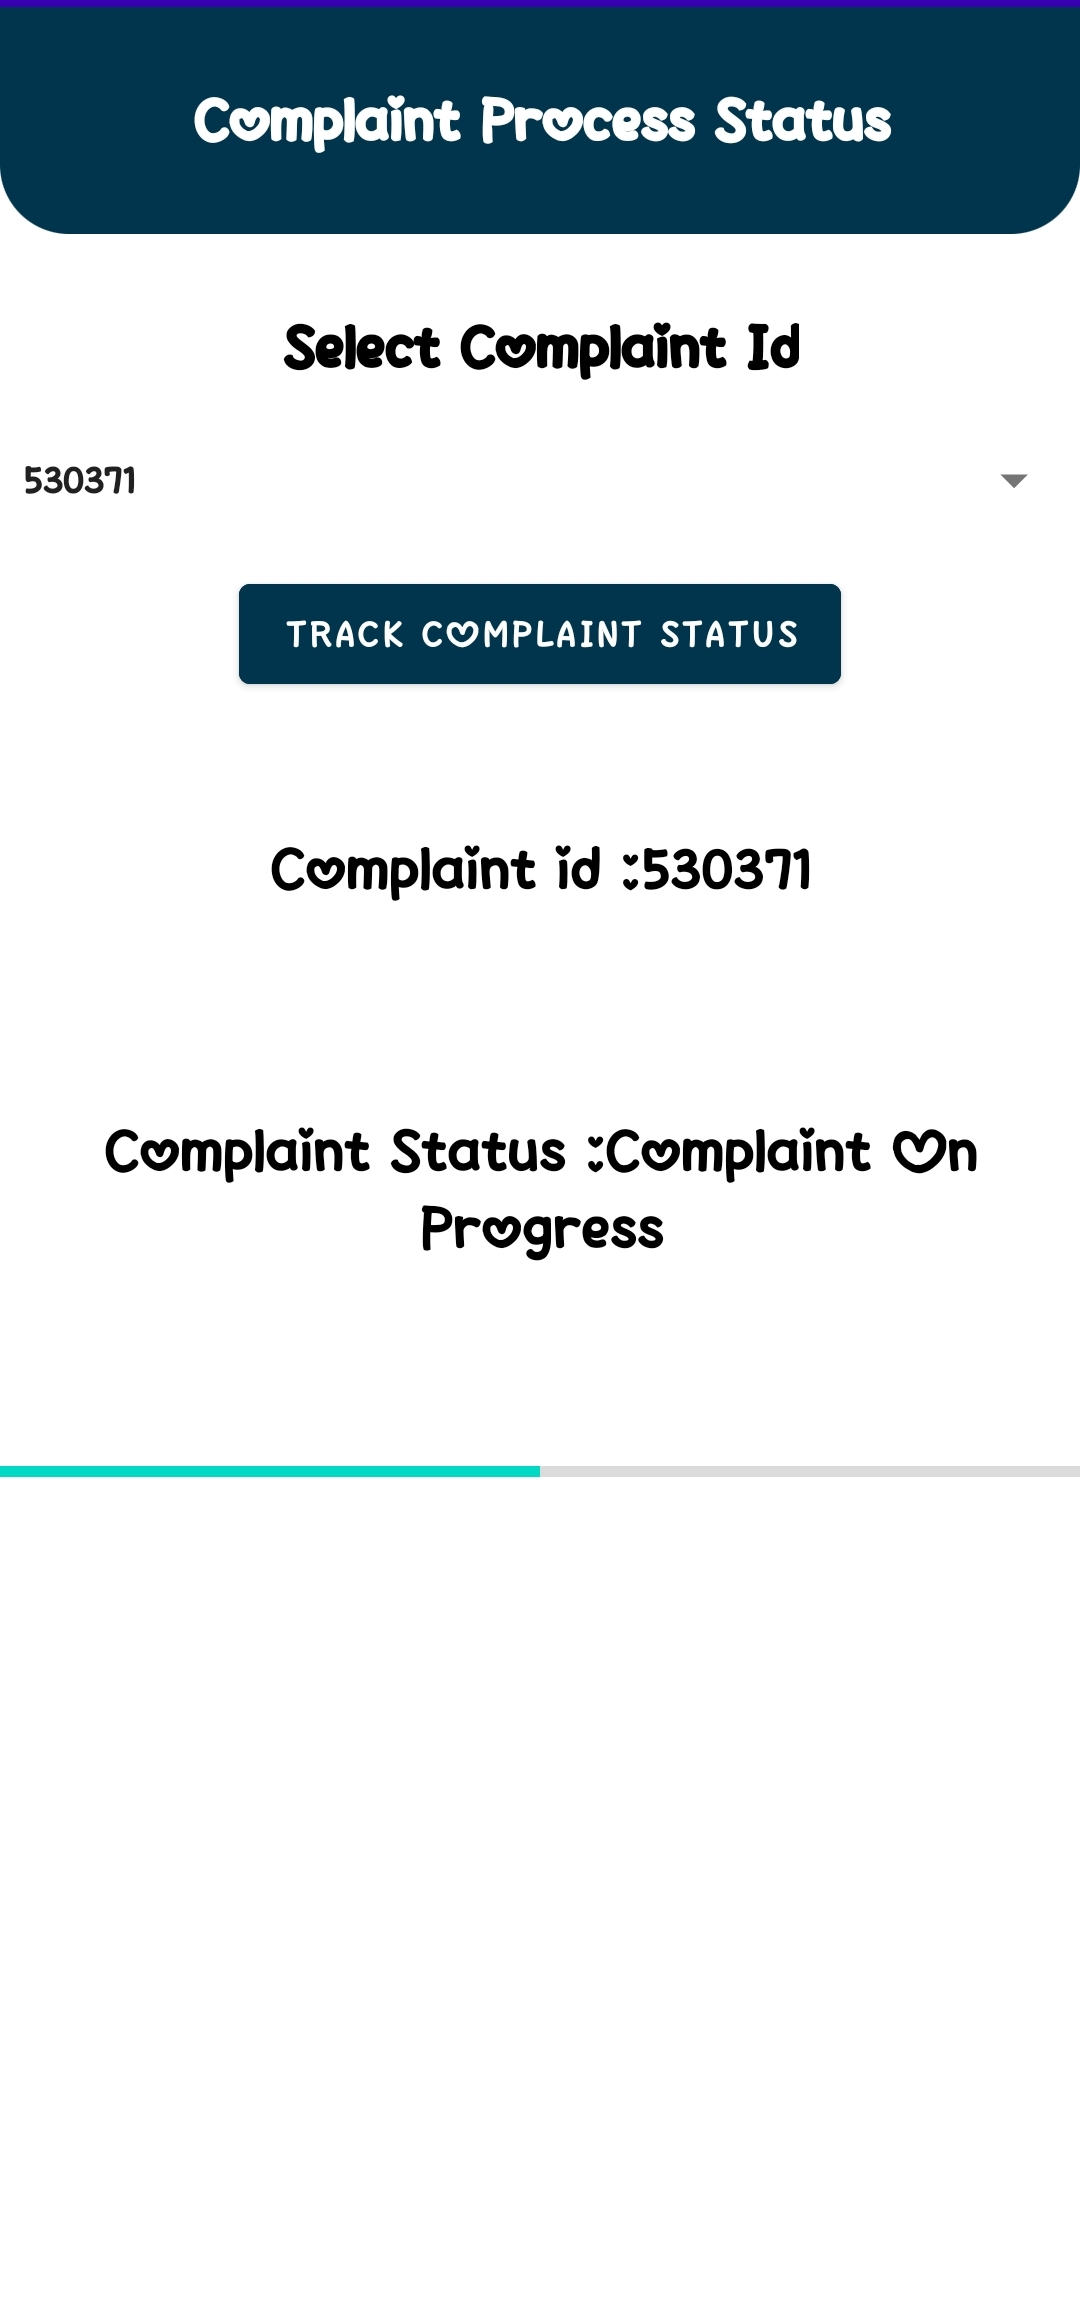 Complaint Process Status
Select Complaint Id
530371
TRACK COMPLAINT STATUS
Complaint id :530371
Complaint Status :Complaint On
Progress